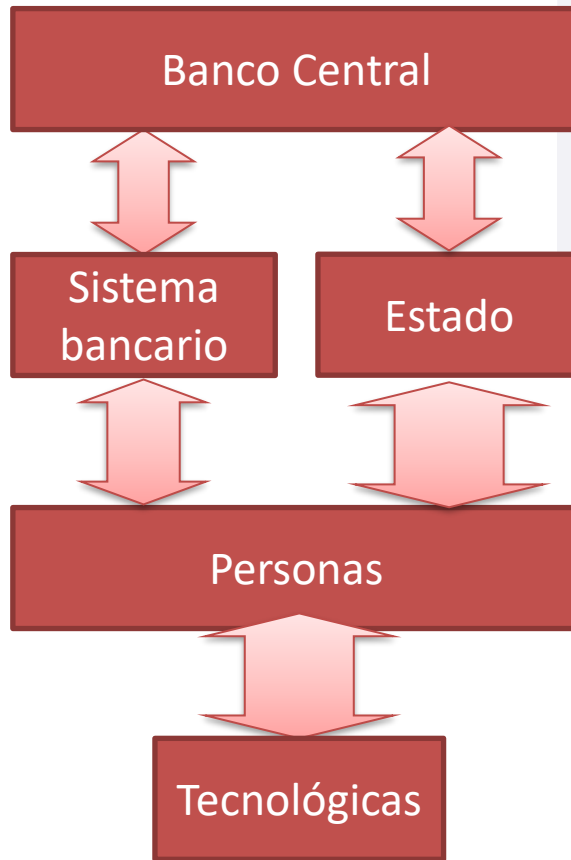 Banco Central
Sistema
bancario
Estado
Personas
Tecnológicas